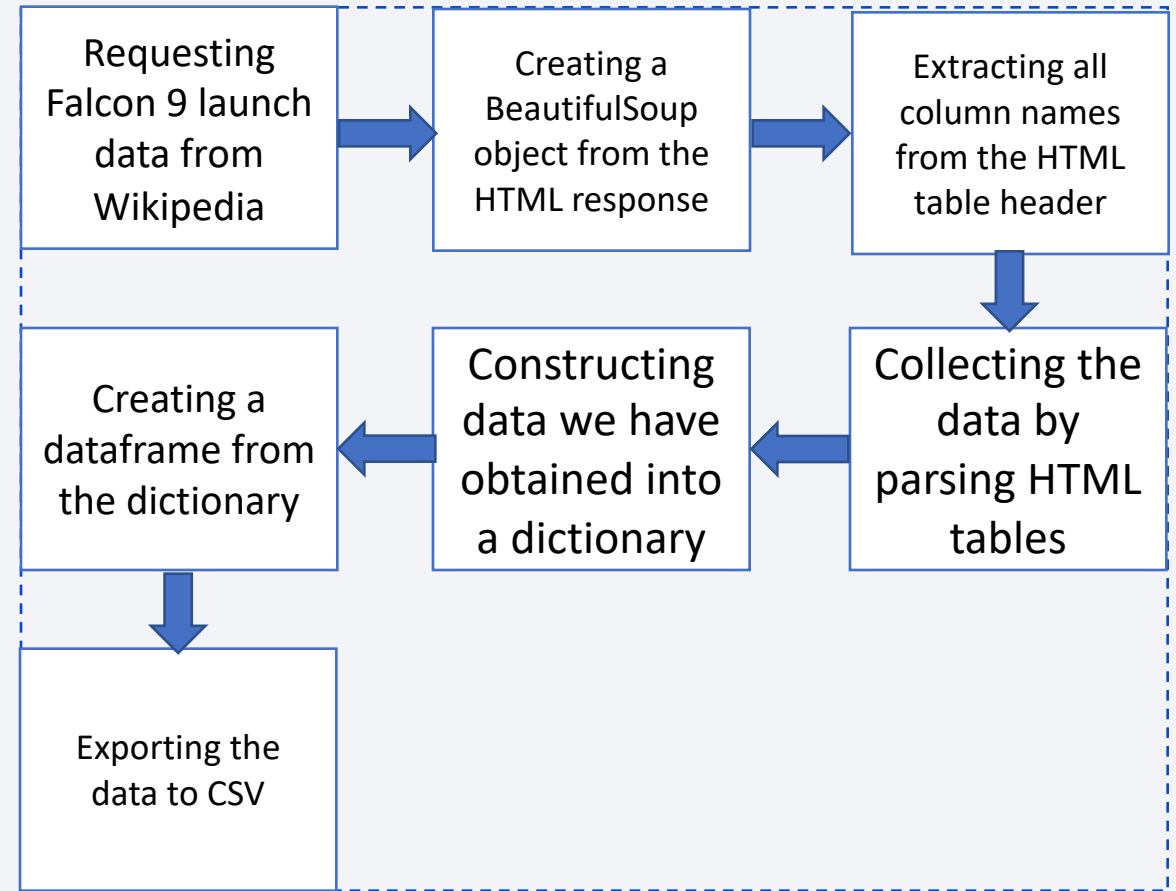 Requesting
Falcon 9 launch
data from
Wikipedia
Creating a
BeautifulSoup
object from the
HTML response
Extracting all
column names
from the HTML
table header
Collecting the
data by
parsing HTML
tables
Constructing
data we have
obtained into
a dictionary
Creating a
dataframe from
the dictionary
Exporting the
data to CSV